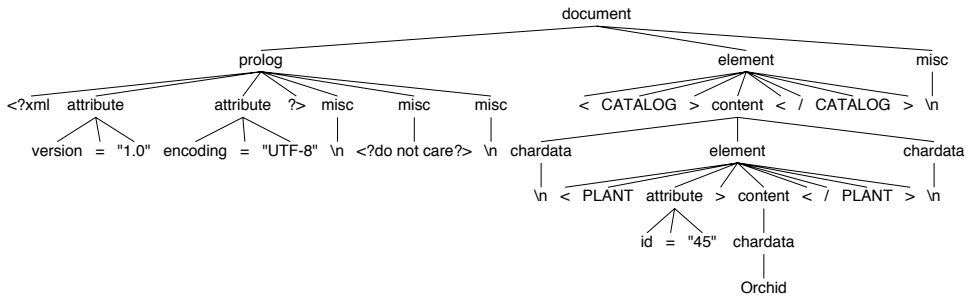 document
prolog element misc
<?xml attribute attribute ?> misc misc misc < CATALOG > content < / CATALOG > \n
version = "1.0" encoding = "UTF-8" \n <?do not care?> \n chardata element chardata
\n < PLANT attribute > content < / PLANT > \n
id = "45" chardata
Orchid